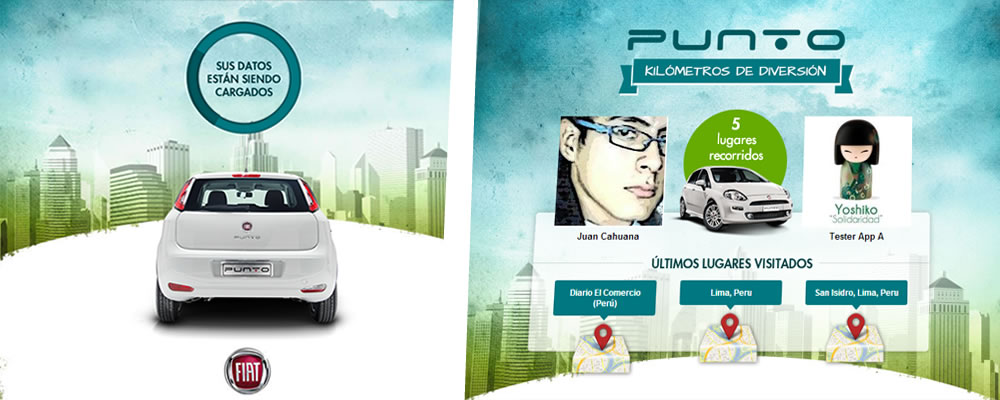 SUS DATOS
ESTÁN SIENDO
CARGADOS
PUNTO
PUNTO
FIAT
PUNTO
KILÓMETROS DE DIVERSIÓN
5
lugares
recorridos
Yoshiko
"Solidaridad"
Juan Cahuana
Tester App A
ÚLTIMOS LUGARES VISITADOS
Diario El Comercio
(Perú)
Lima, Peru
San Isidro, Lima, Peru